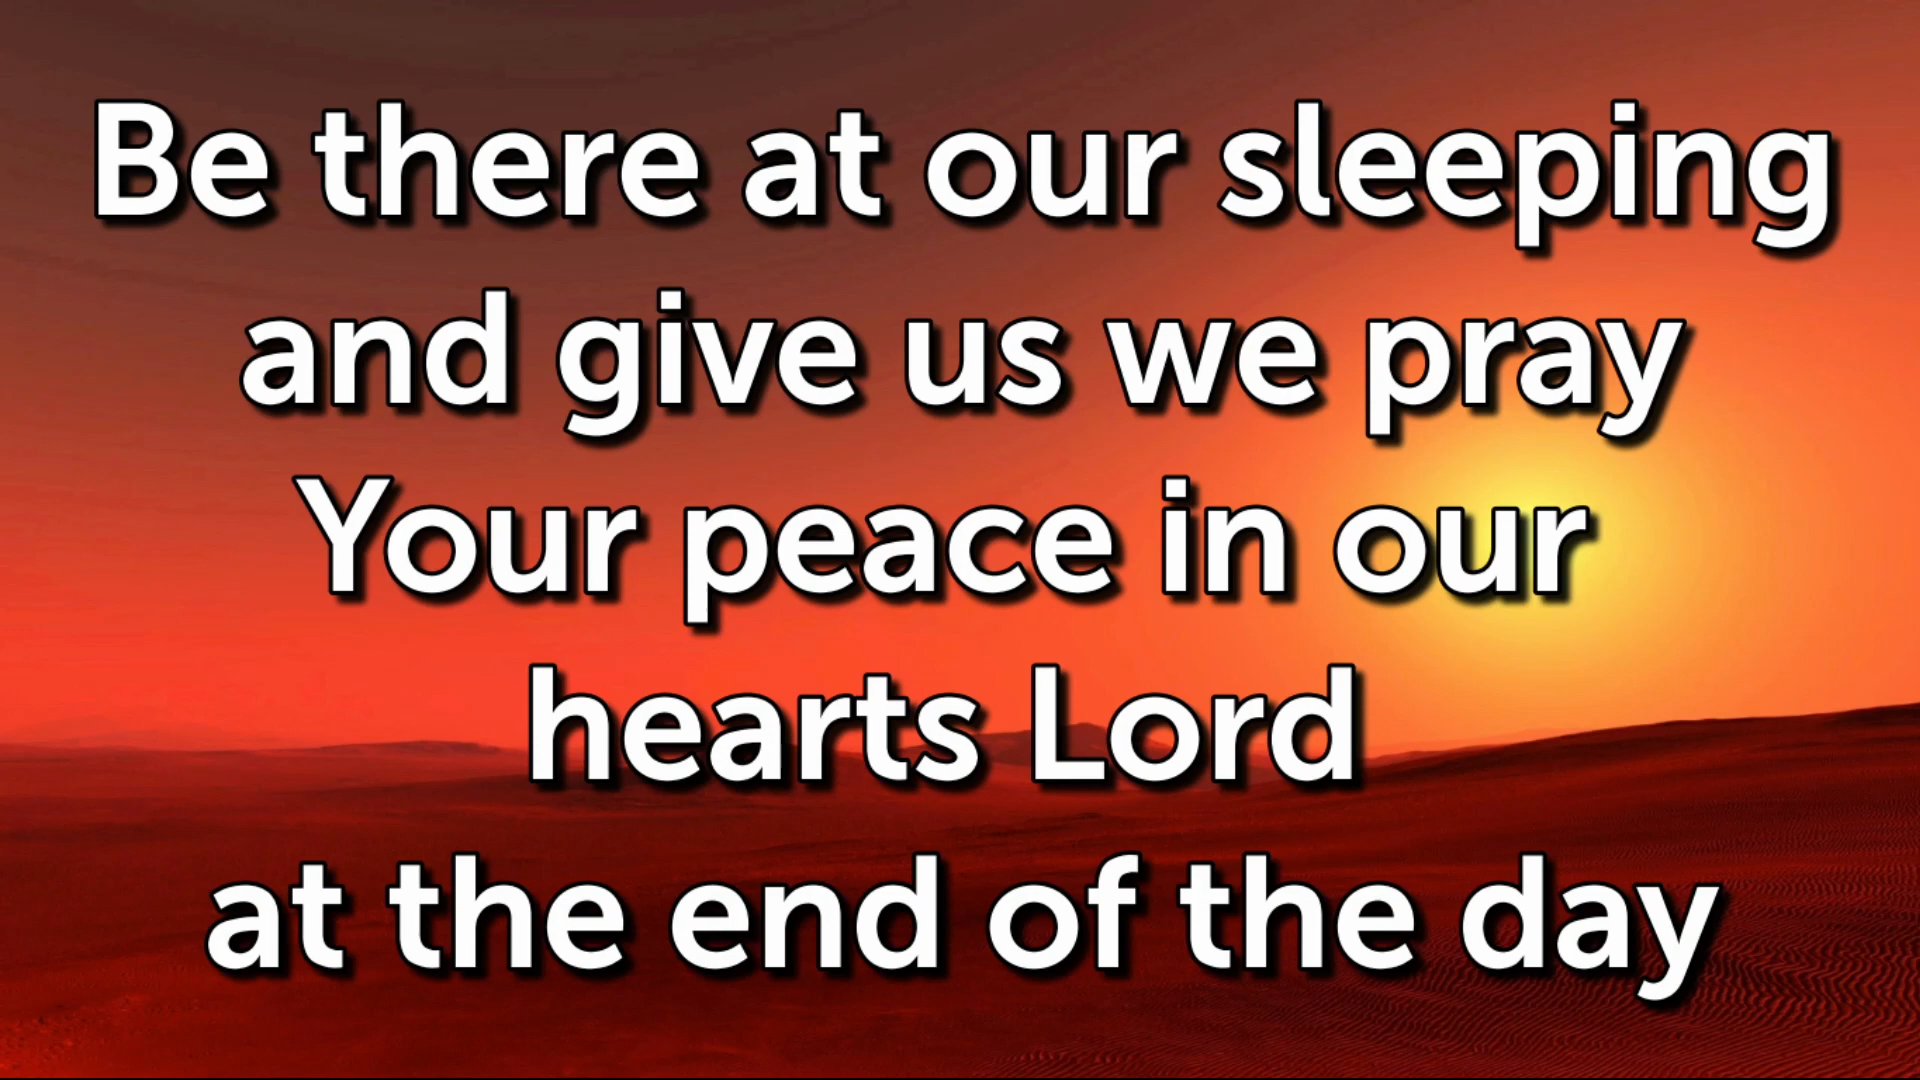 Be there at our sleeping
and give us we pray
Your peace in our
hearts Lord
at the end of the day